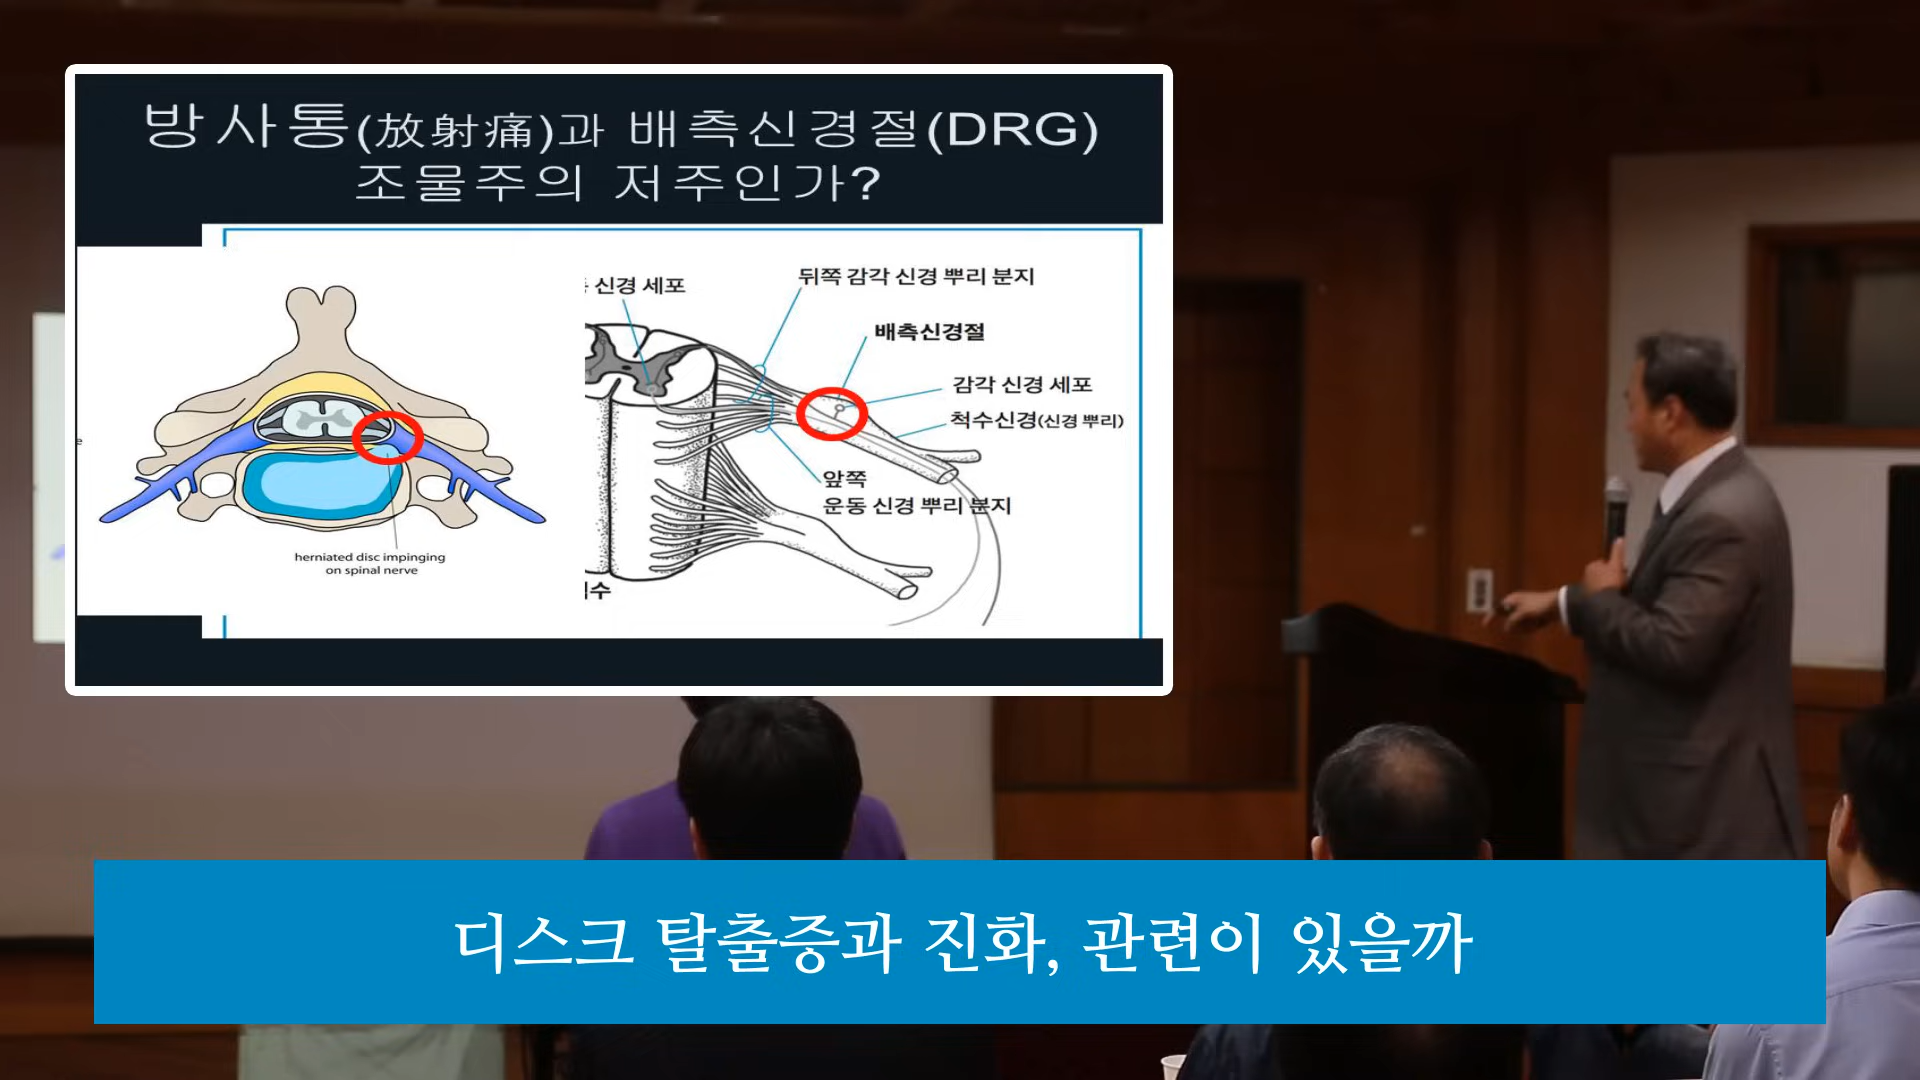 방사통(放射痛)과 배측신경절(DRG)
조물주의 저주인가?
신경 세포
뒤쪽 감각 신경 뿌리 분지
배측신경절
감각 신경 세포
척수신경(신경 뿌리)
앞쪽
운동 신경 뿌리 분지
herniated disc impinging
on spinal nerve
디스크 탈출증과 진화, 관련이 있을까